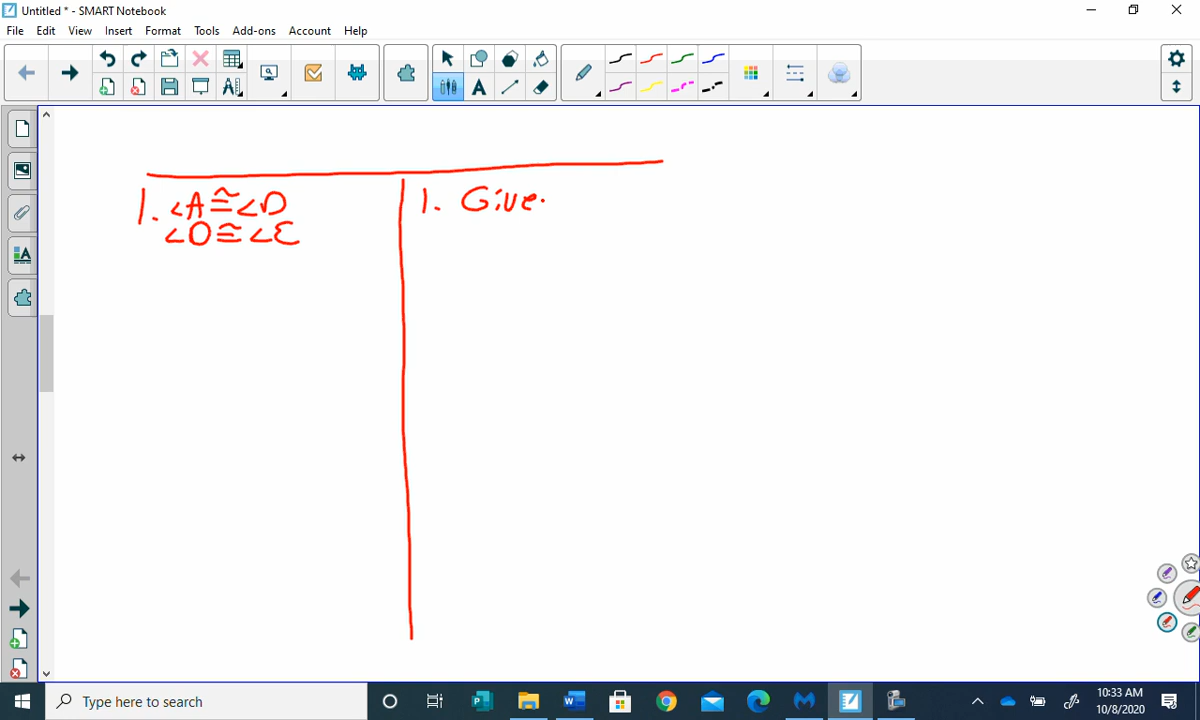 Untitled * - SMART Notebook
File Edit View Insert Format Tools Add-ons Account Help
1. ∠A≅∠D 1. Give.
∠O≅∠E
Type here to search
10:33 AM
10/8/2020